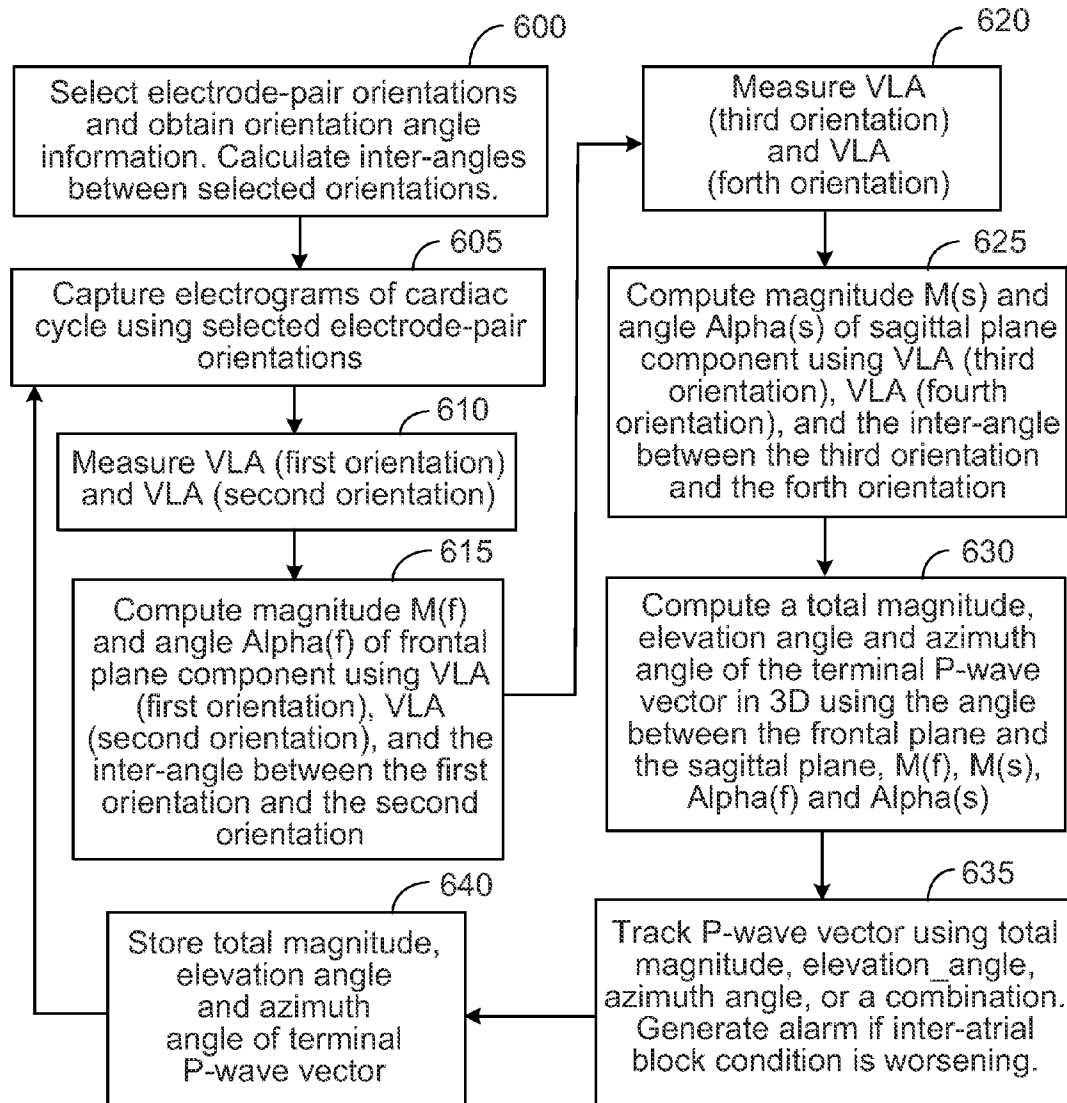 600
Select electrode-pair orientations
and obtain orientation angle
information. Calculate inter-angles
between selected orientations.
605
Capture electrograms of cardiac
cycle using selected electrode-pair
orientations
610
Measure VLA (first orientation)
and VLA (second orientation)
615
Compute magnitude M(f)
and angle Alpha(f) of frontal
plane component using VLA
(first orientation), VLA
(second orientation), and the
inter-angle between the first
orientation and the second
orientation
620
Measure VLA
(third orientation)
and VLA
(forth orientation)
625
Compute magnitude M(s) and
angle Alpha(s) of sagittal plane
component using VLA (third
orientation), VLA (fourth
orientation), and the inter-angle
between the third orientation
and the forth orientation
630
Compute a total magnitude,
elevation angle and azimuth
angle of the terminal P-wave
vector in 3D using the angle
between the frontal plane and
the sagittal plane, M(f), M(s),
Alpha(f) and Alpha(s)
635
Track P-wave vector using total
magnitude, elevation_angle,
azimuth angle, or a combination.
Generate alarm if inter-atrial
block condition is worsening.
640
Store total magnitude,
elevation angle
and azimuth
angle of terminal
P-wave vector